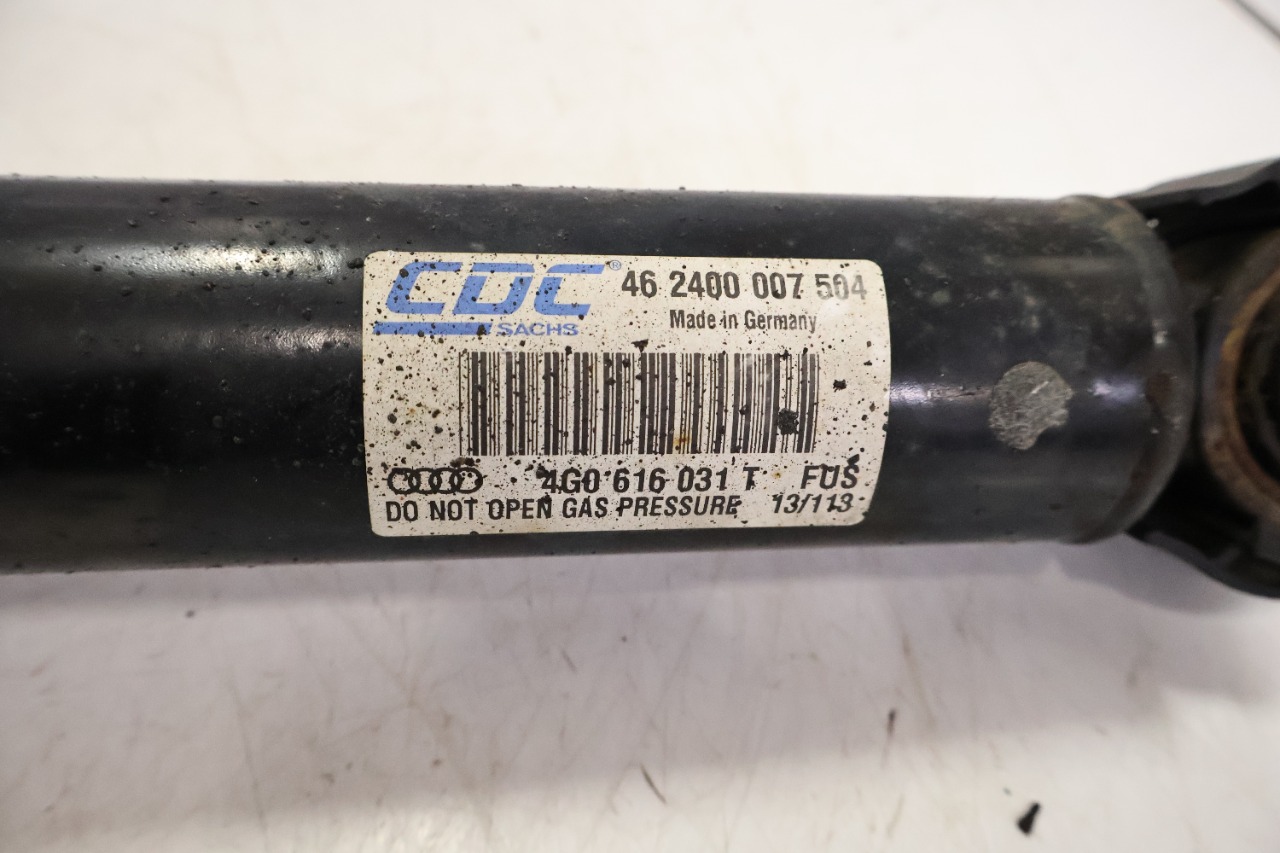 CDC® 46 2400 007 504
SACHS Made in Germany
4G0 616 031 T FUS
DO NOT OPEN GAS PRESSURE 13/113